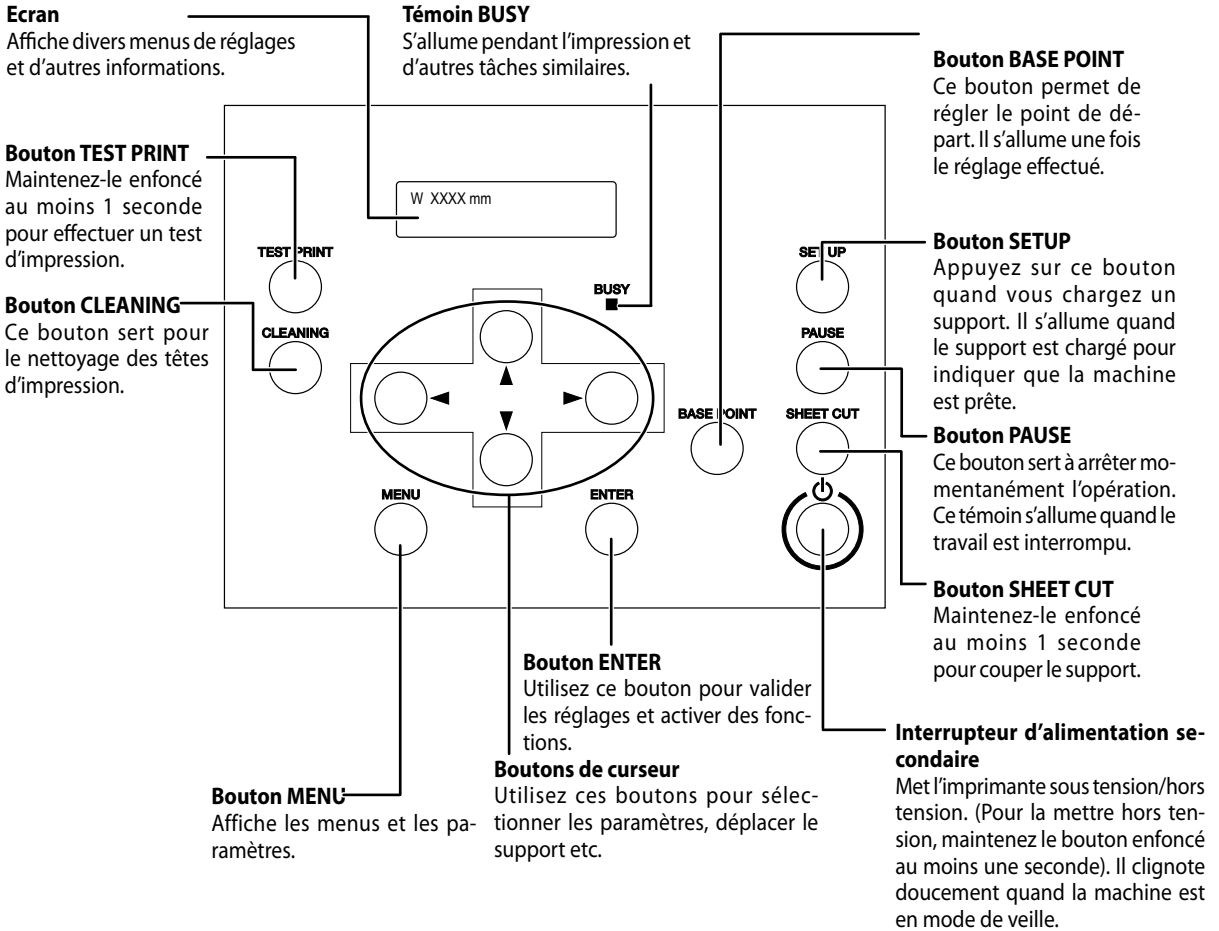 Ecran
Affiche divers menus de réglages
et d'autres informations.
Témoin BUSY
S'allume pendant l'impression et
d'autres tâches similaires.
Bouton BASE POINT
Ce bouton permet de
régler le point de dé-
part. Il s'allume une fois
le réglage effectué.
Bouton TEST PRINT
Maintenez-le enfoncé
au moins 1 seconde
pour effectuer un test
d'impression.
Bouton CLEANING
Ce bouton sert pour
le nettoyage des têtes
d'impression.
W XXXX mm
TEST PRINT
CLEANING
BUSY
MENU
ENTER
BASE POINT
SETUP
PAUSE
SHEET CUT
Bouton SETUP
Appuyez sur ce bouton
quand vous chargez un
support. Il s'allume quand
le support est chargé pour
indiquer que la machine
est prête.
Bouton PAUSE
Ce bouton sert à arrêter mo-
mentanément l'opération.
Ce témoin s'allume quand le
travail est interrompu.
Bouton SHEET CUT
Maintenez-le enfoncé
au moins 1 seconde
pour couper le support.
Bouton ENTER
Utilisez ce bouton pour valider
les réglages et activer des fonc-
tions.
Boutons de curseur
Utilisez ces boutons pour sélec-
tionner les paramètres, déplacer le
support etc.
Bouton MENU
Affiche les menus et les pa-
ramètres.
Interrupteur d'alimentation se-
condaire
Met l'imprimante sous tension/hors
tension. (Pour la mettre hors ten-
sion, maintenez le bouton enfoncé
au moins une seconde). Il clignote
doucement quand la machine est
en mode de veille.